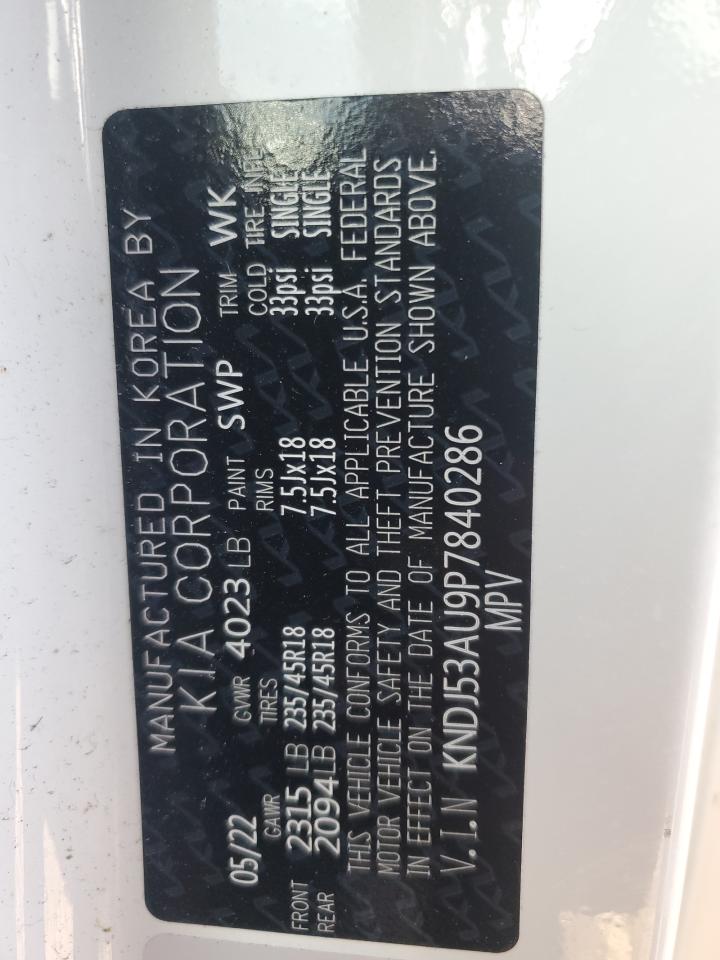 MANUFACTURED IN KOREA BY
KIA CORPORATION
05/22 GVWR 4023 LB PAINT SWP TRIM WK
GAWR TIRES RIMS COLD TIRE INFL
FRONT 2315 LB 235/45R18 7.5Jx18 33psi SINGLE
REAR 2094 LB 235/45R18 7.5Jx18 33psi SINGLE
THIS VEHICLE CONFORMS TO ALL APPLICABLE U.S.A. FEDERAL
MOTOR VEHICLE SAFETY AND THEFT PREVENTION STANDARDS
IN EFFECT ON THE DATE OF MANUFACTURE SHOWN ABOVE.
V.I.N KNDJ53AU9P7840286
MPV